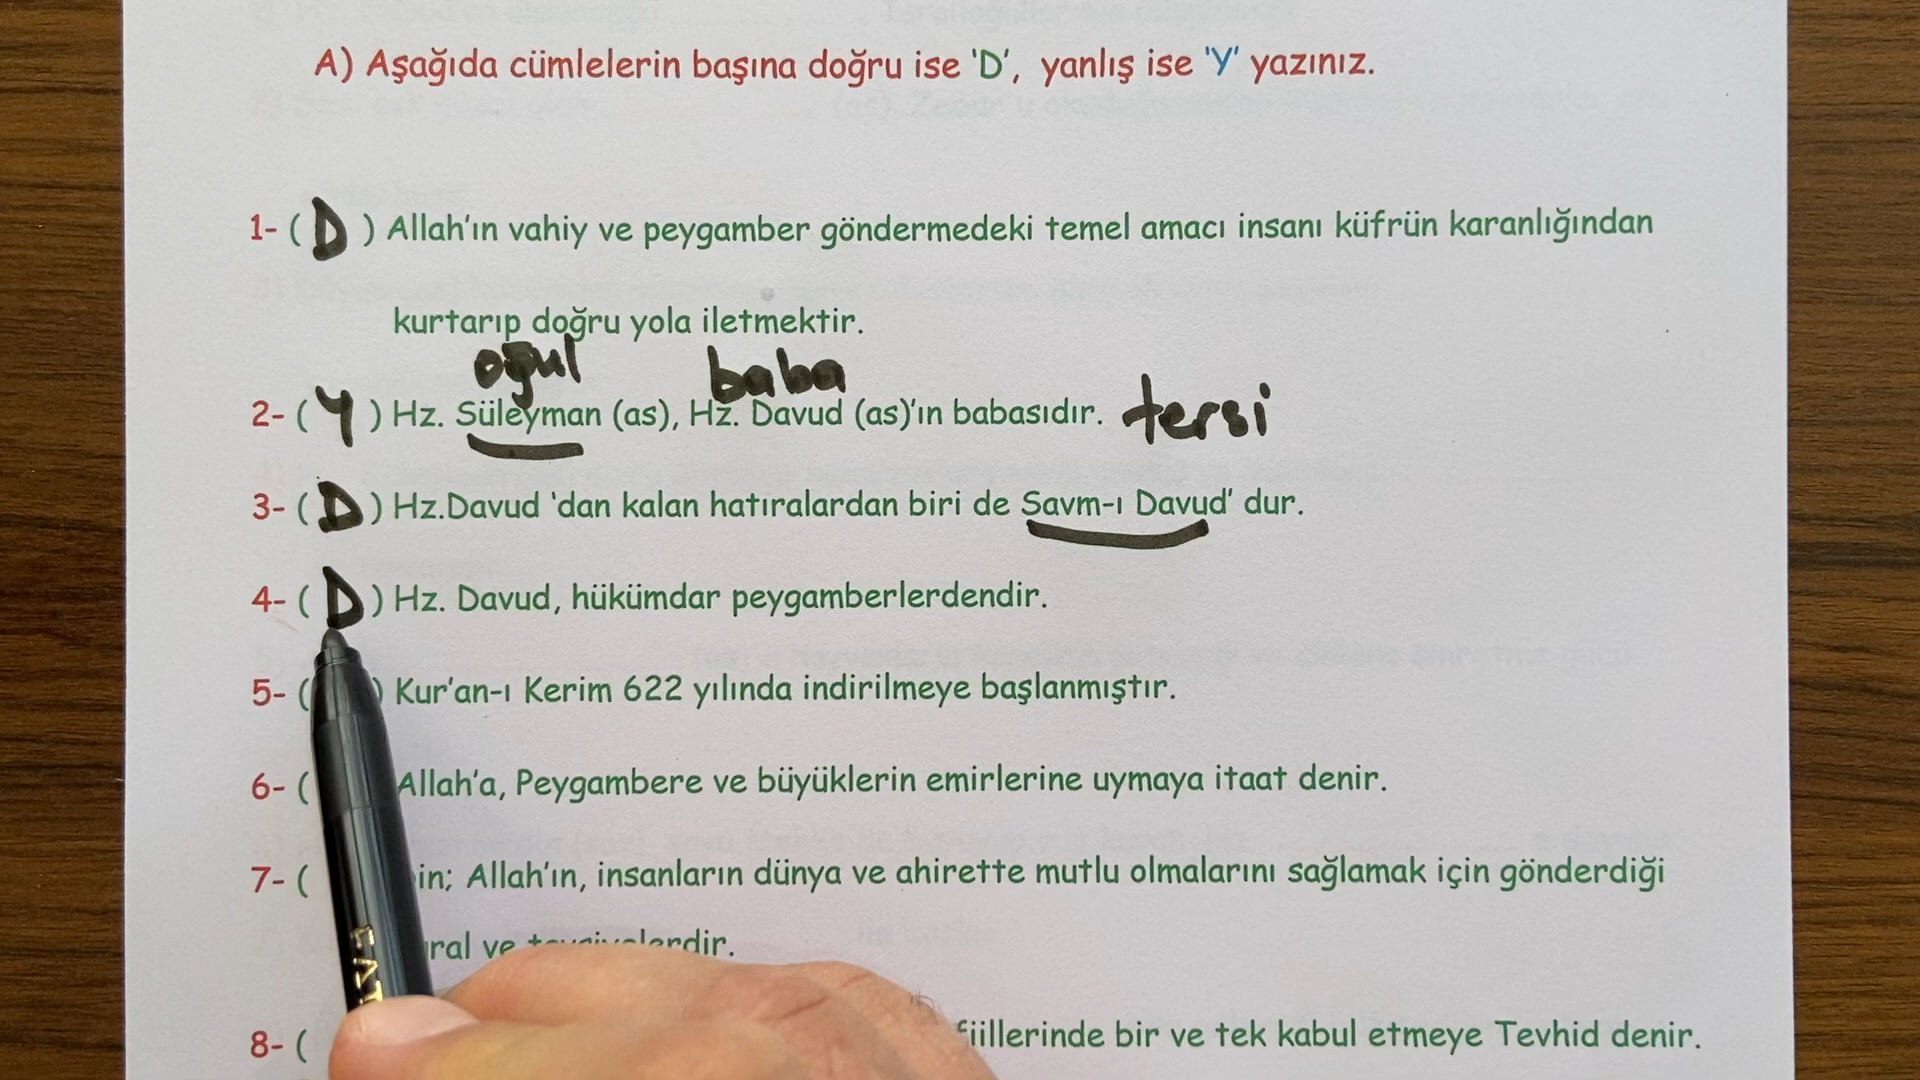 A) Aşağıda cümlelerin başına doğru ise 'D', yanlış ise 'Y' yazınız.
1- ( D ) Allah'ın vahiy ve peygamber göndermedeki temel amacı insanı küfrün karanlığından
kurtarıp doğru yola iletmektir.
oğul baba
2- ( Y ) Hz. Süleyman (as), Hz. Davud (as)'ın babasıdır. tersi
3- ( D ) Hz.Davud 'dan kalan hatıralardan biri de Savm-ı Davud' dur.
4- ( D ) Hz. Davud, hükümdar peygamberlerdendir.
5- ( ) Kur'an-ı Kerim 622 yılında indirilmeye başlanmıştır.
6- ( Allah'a, Peygambere ve büyüklerin emirlerine uymaya itaat denir.
7- ( Allah'ın, insanların dünya ve ahirette mutlu olmalarını sağlamak için gönderdiği
ve
8- ( bir ve tek kabul etmeye Tevhid denir.